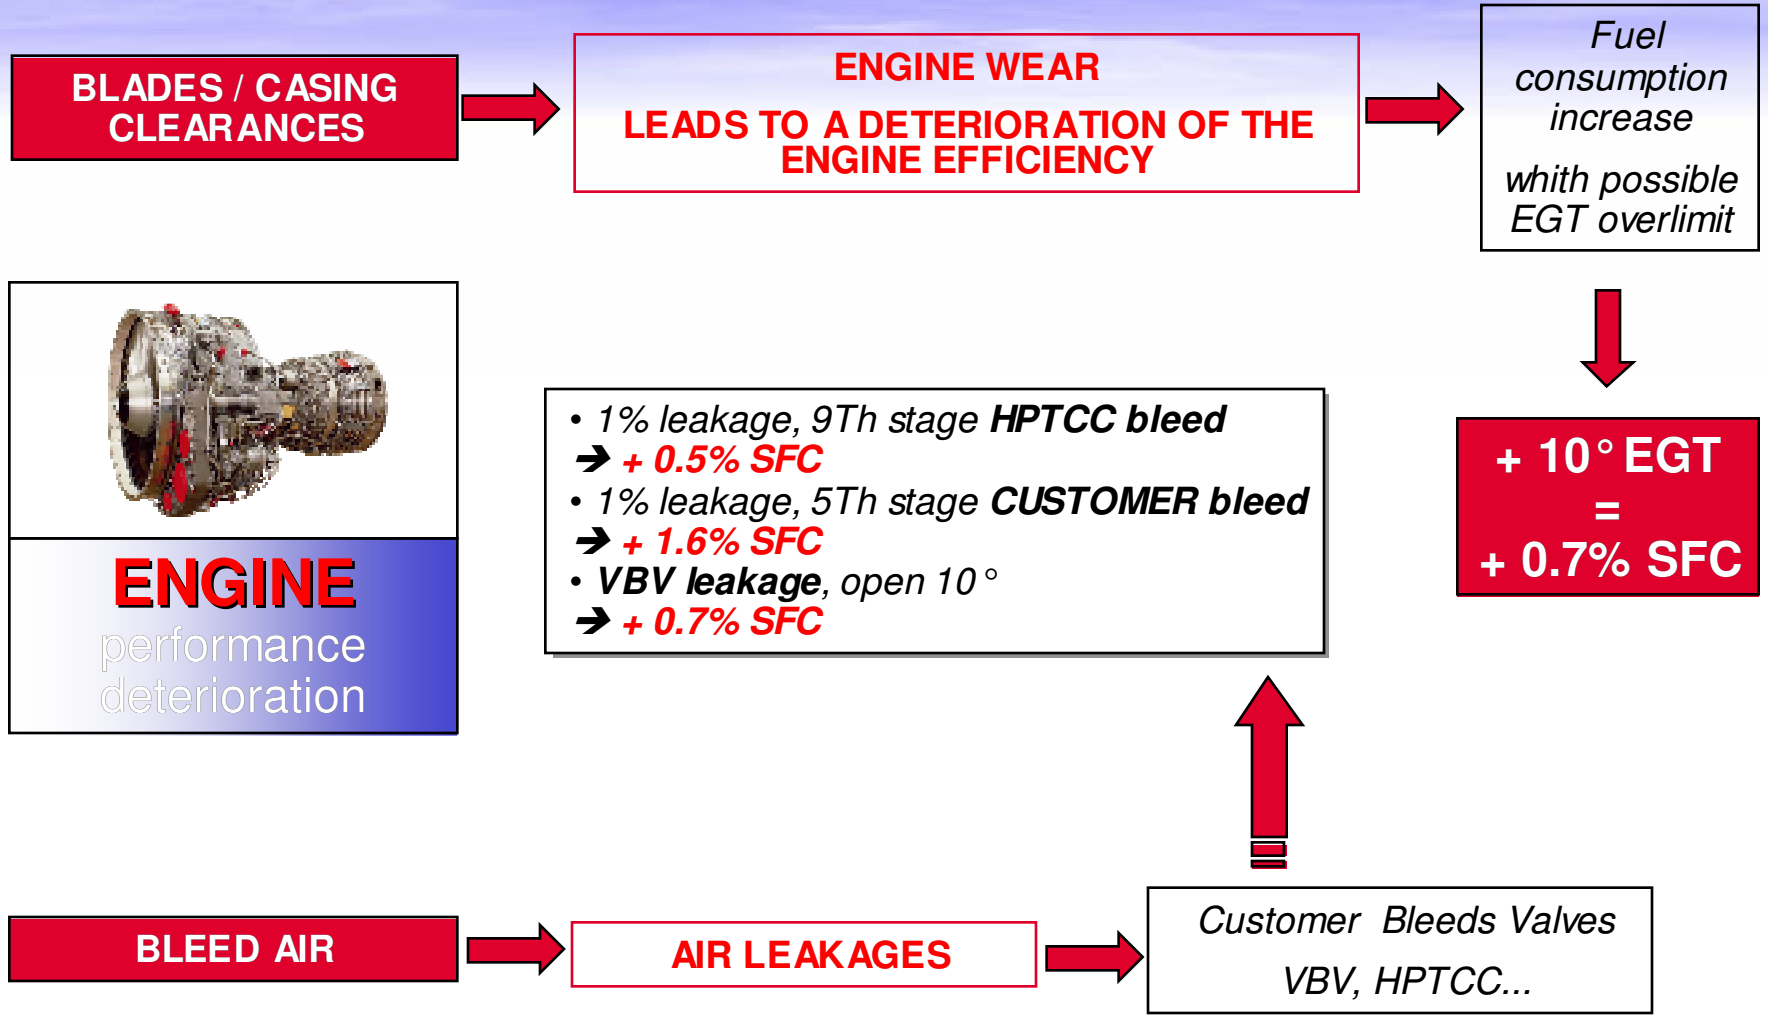 BLADES / CASING
CLEARANCES
ENGINE WEAR
LEADS TO A DETERIORATION OF THE
ENGINE EFFICIENCY
Fuel
consumption
increase
whith possible
EGT overlimit
+ 10° EGT
=
+ 0.7% SFC
• 1% leakage, 9Th stage HPTCC bleed
➔ + 0.5% SFC
• 1% leakage, 5Th stage CUSTOMER bleed
➔ + 1.6% SFC
• VBV leakage, open 10°
➔ + 0.7% SFC
ENGINE
performance
deterioration
BLEED AIR
AIR LEAKAGES
Customer Bleeds Valves
VBV, HPTCC...